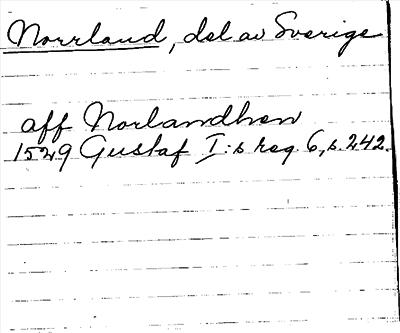 Norrland, del av Sverige
aff Norlandhen
1529 Gustaf I:s reg. 6, s. 242.